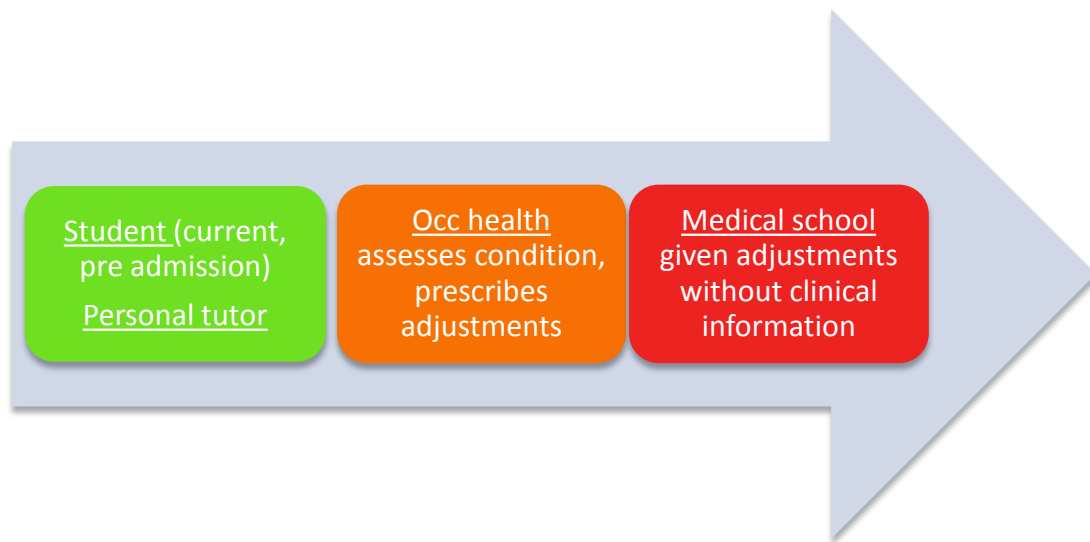 Student (current,
pre admission)
Personal tutor
Occ health
assesses condition,
prescribes
adjustments
Medical school
given adjustments
without clinical
information